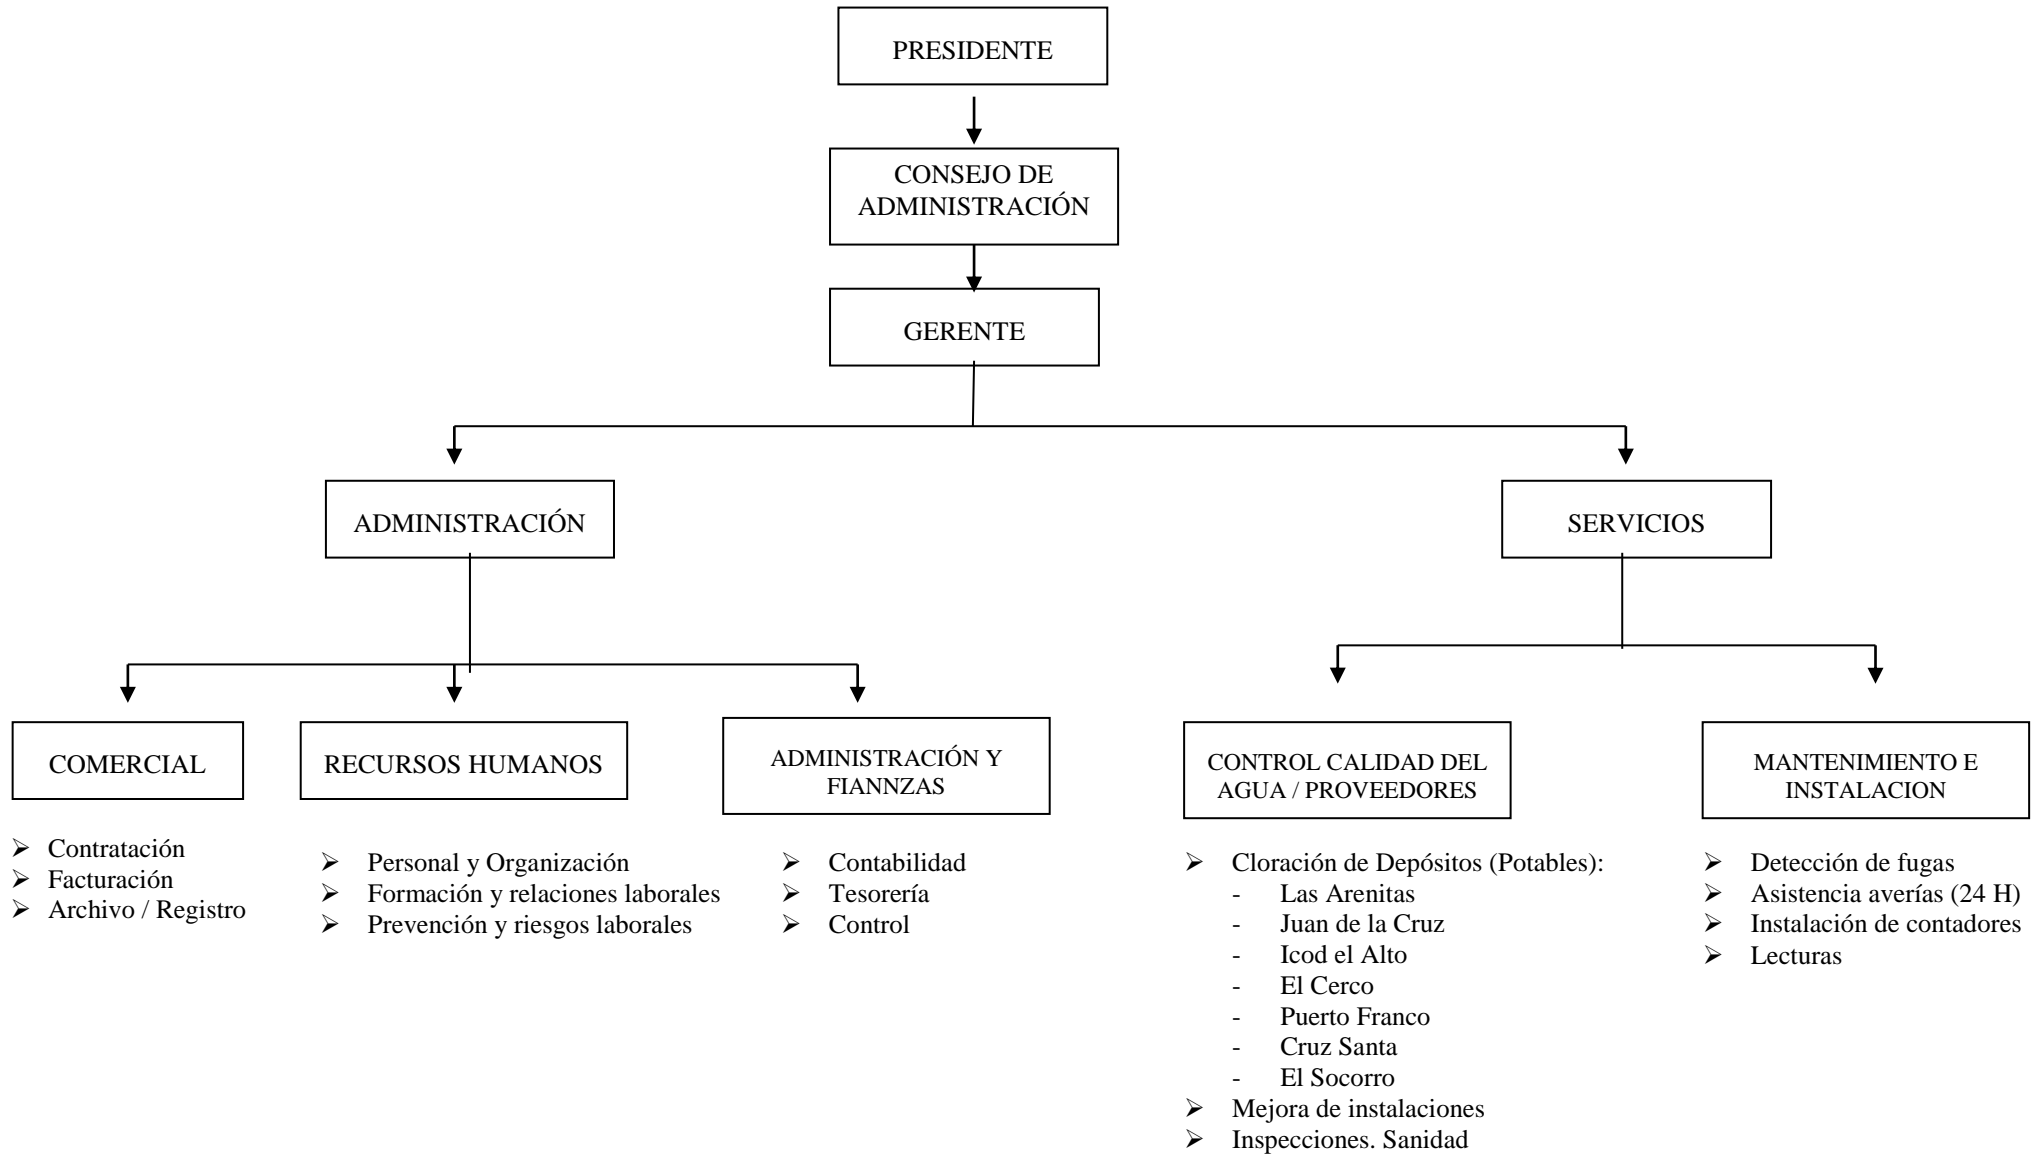 PRESIDENTE
CONSEJO DE
ADMINISTRACIÓN
GERENTE
ADMINISTRACIÓN
SERVICIOS
COMERCIAL
RECURSOS HUMANOS
ADMINISTRACIÓN Y
FIANNZAS
CONTROL CALIDAD DEL
AGUA / PROVEEDORES
MANTENIMIENTO E
INSTALACION
➢ Contratación
➢ Facturación
➢ Archivo / Registro
➢ Personal y Organización
➢ Formación y relaciones laborales
➢ Prevención y riesgos laborales
➢ Contabilidad
➢ Tesorería
➢ Control
➢ Cloración de Depósitos (Potables):
- Las Arenitas
- Juan de la Cruz
- Icod el Alto
- El Cerco
- Puerto Franco
- Cruz Santa
- El Socorro
➢ Mejora de instalaciones
➢ Inspecciones. Sanidad
➢ Detección de fugas
➢ Asistencia averías (24 H)
➢ Instalación de contadores
➢ Lecturas